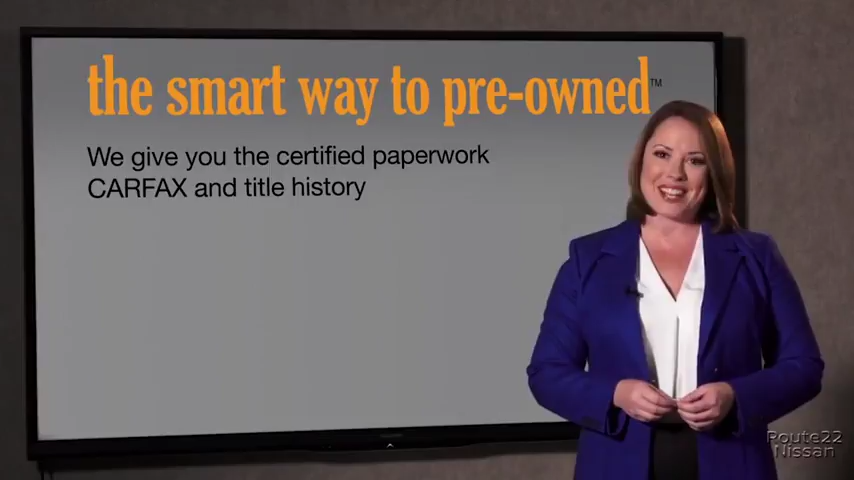 the smart way to pre-owned™
We give you the certified paperwork
CARFAX and title history
Route22
Nissan